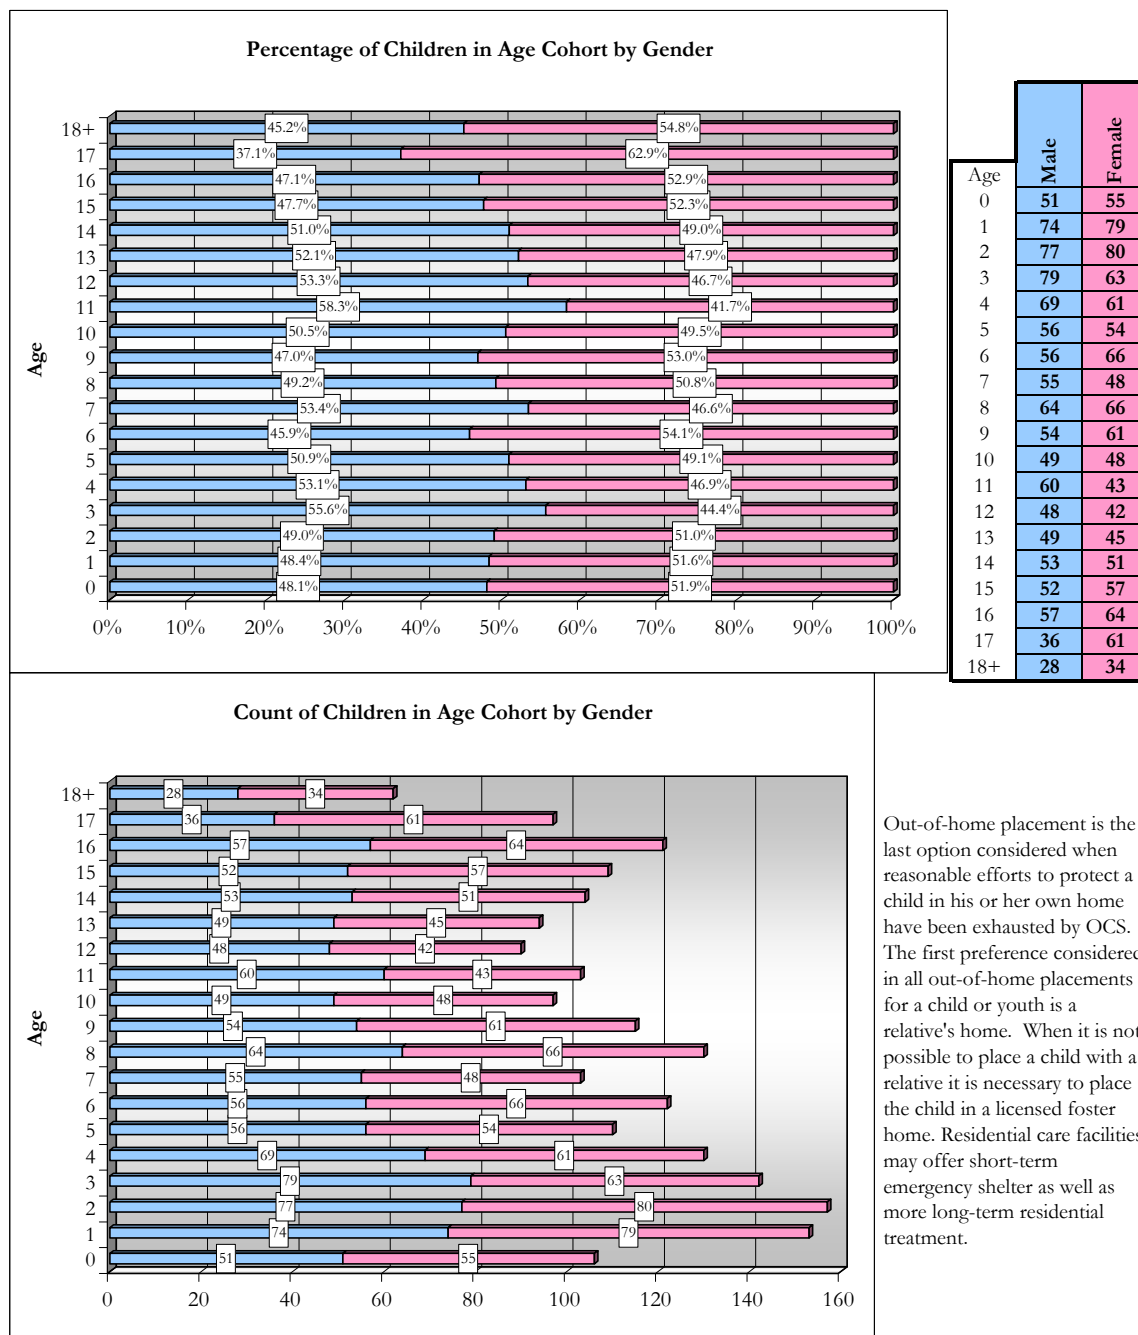 Percentage of Children in Age Cohort by Gender
18+ 45.2% 54.8%
17 37.1% 62.9%
16 47.1% 52.9%
15 47.7% 52.3%
14 51.0% 49.0%
13 52.1% 47.9%
12 53.3% 46.7%
11 58.3% 41.7%
10 50.5% 49.5%
9 47.0% 53.0%
8 49.2% 50.8%
7 53.4% 46.6%
6 45.9% 54.1%
5 50.9% 49.1%
4 53.1% 46.9%
3 55.6% 44.4%
2 49.0% 51.0%
1 48.4% 51.6%
0 48.1% 51.9%
Age
0% 10% 20% 30% 40% 50% 60% 70% 80% 90% 100%
Age Male Female
0 51 55
1 74 79
2 77 80
3 79 63
4 69 61
5 56 54
6 56 66
7 55 48
8 64 66
9 54 61
10 49 48
11 60 43
12 48 42
13 49 45
14 53 51
15 52 57
16 57 64
17 36 61
18+ 28 34
Count of Children in Age Cohort by Gender
18+ 28 34
17 36 61
16 57 64
15 52 57
14 53 51
13 49 45
12 48 42
11 60 43
10 49 48
9 54 61
8 64 66
7 55 48
6 56 66
5 56 54
4 69 61
3 79 63
2 77 80
1 74 79
0 51 55
Age
0 20 40 60 80 100 120 140 160
Out-of-home placement is the
last option considered when
reasonable efforts to protect a
child in his or her own home
have been exhausted by OCS.
The first preference considered
in all out-of-home placements
for a child or youth is a
relative's home. When it is not
possible to place a child with a
relative it is necessary to place
the child in a licensed foster
home. Residential care facilities
may offer short-term
emergency shelter as well as
more long-term residential
treatment.